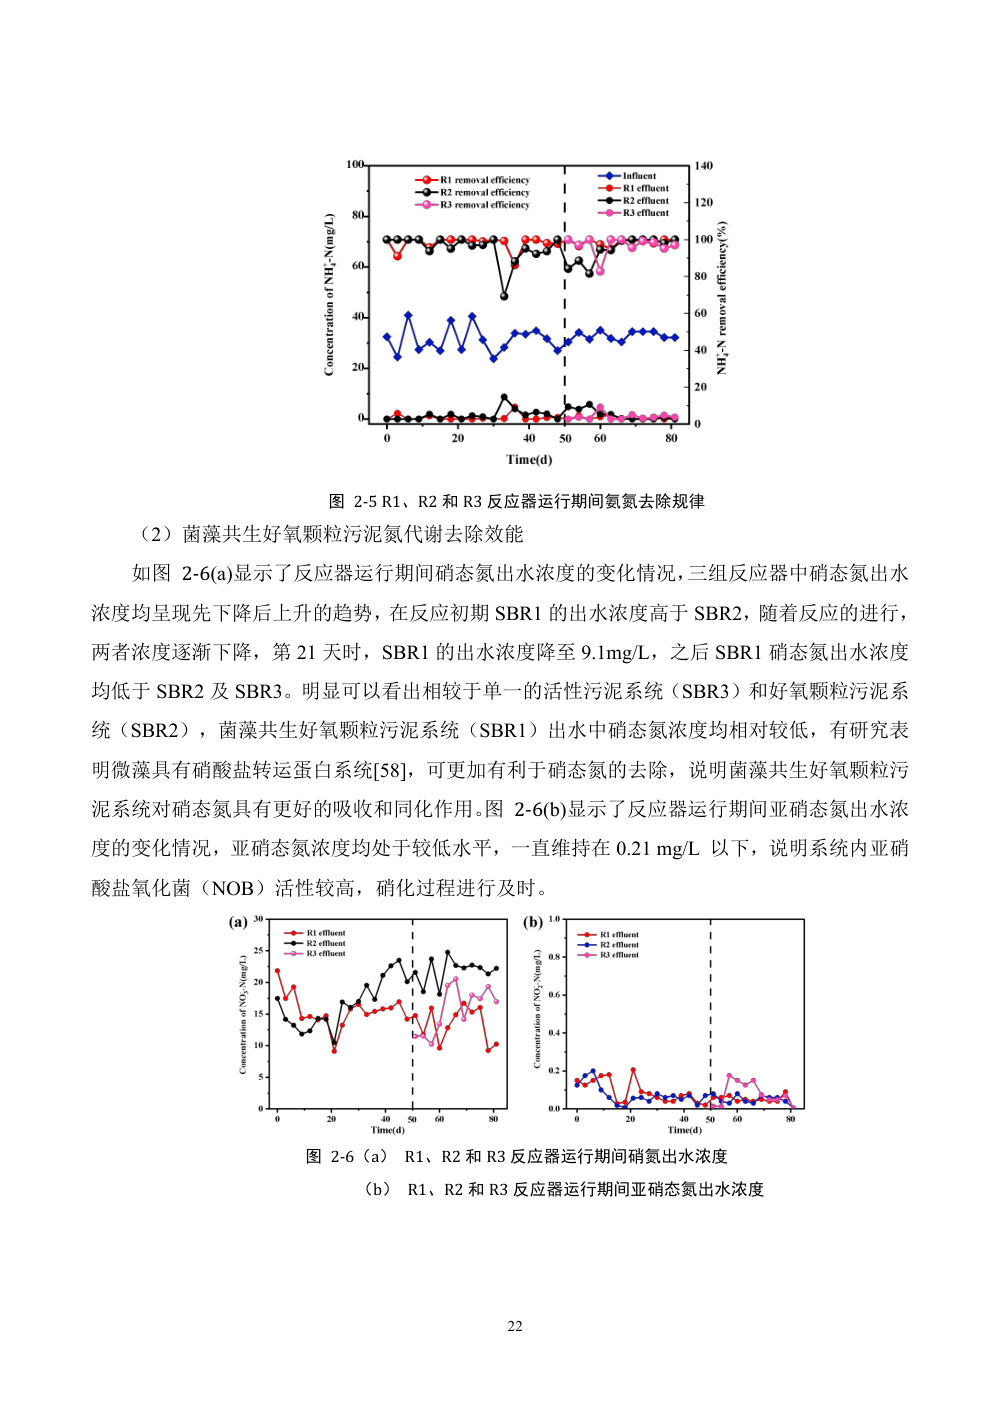 100
80
60
40
20
0
Concentration of NH₄⁺-N(mg/L)
R1 removal efficiency
R2 removal efficiency
R3 removal efficiency
Influent
R1 effluent
R2 effluent
R3 effluent
140
120
100
80
60
40
20
0
NH₄⁺-N removal efficiency(%)
0 20 40 50 60 80
Time(d)
图 2-5 R1、R2 和 R3 反应器运行期间氨氮去除规律
（2）菌藻共生好氧颗粒污泥氮代谢去除效能
如图 2-6(a)显示了反应器运行期间硝态氮出水浓度的变化情况，三组反应器中硝态氮出水
浓度均呈现先下降后上升的趋势，在反应初期 SBR1 的出水浓度高于 SBR2，随着反应的进行，
两者浓度逐渐下降，第 21 天时，SBR1 的出水浓度降至 9.1mg/L，之后 SBR1 硝态氮出水浓度
均低于 SBR2 及 SBR3。明显可以看出相较于单一的活性污泥系统（SBR3）和好氧颗粒污泥系
统（SBR2），菌藻共生好氧颗粒污泥系统（SBR1）出水中硝态氮浓度均相对较低，有研究表
明微藻具有硝酸盐转运蛋白系统[58]，可更加有利于硝态氮的去除，说明菌藻共生好氧颗粒污
泥系统对硝态氮具有更好的吸收和同化作用。图 2-6(b)显示了反应器运行期间亚硝态氮出水浓
度的变化情况，亚硝态氮浓度均处于较低水平，一直维持在 0.21 mg/L 以下，说明系统内亚硝
酸盐氧化菌（NOB）活性较高，硝化过程进行及时。
(a)
30
25
20
15
10
5
0
Concentration of NO₃⁻-N(mg/L)
R1 effluent
R2 effluent
R3 effluent
0 20 40 50 60 80
Time(d)
(b)
1.0
0.8
0.6
0.4
0.2
0.0
Concentration of NO₂⁻-N(mg/L)
R1 effluent
R2 effluent
R3 effluent
0 20 40 50 60 80
Time(d)
图 2-6（a） R1、R2 和 R3 反应器运行期间硝氮出水浓度
（b） R1、R2 和 R3 反应器运行期间亚硝态氮出水浓度
22